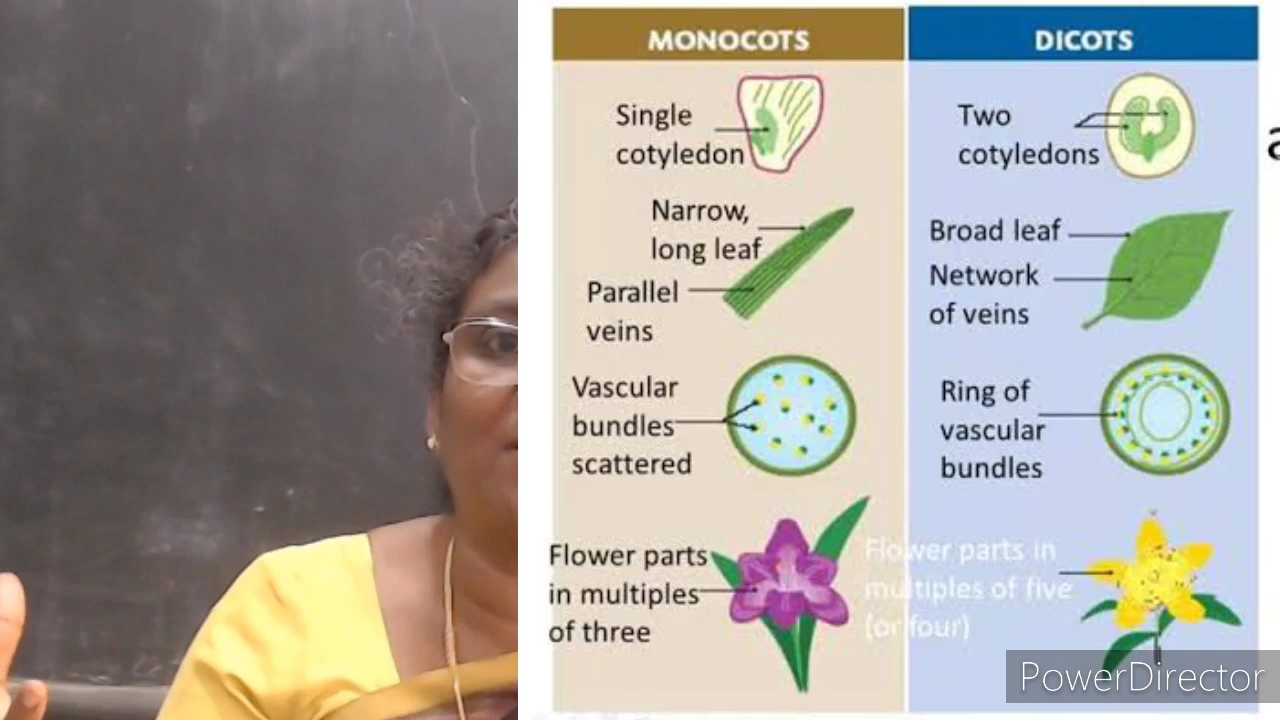 MONOCOTS
DICOTS
Single
cotyledon
Two
cotyledons
Narrow,
long leaf
Parallel
veins
Broad leaf
Network
of veins
Vascular
bundles
scattered
Ring of
vascular
bundles
Flower parts
in multiples
of three
Flower parts in
multiples of five
(or four)
PowerDirector